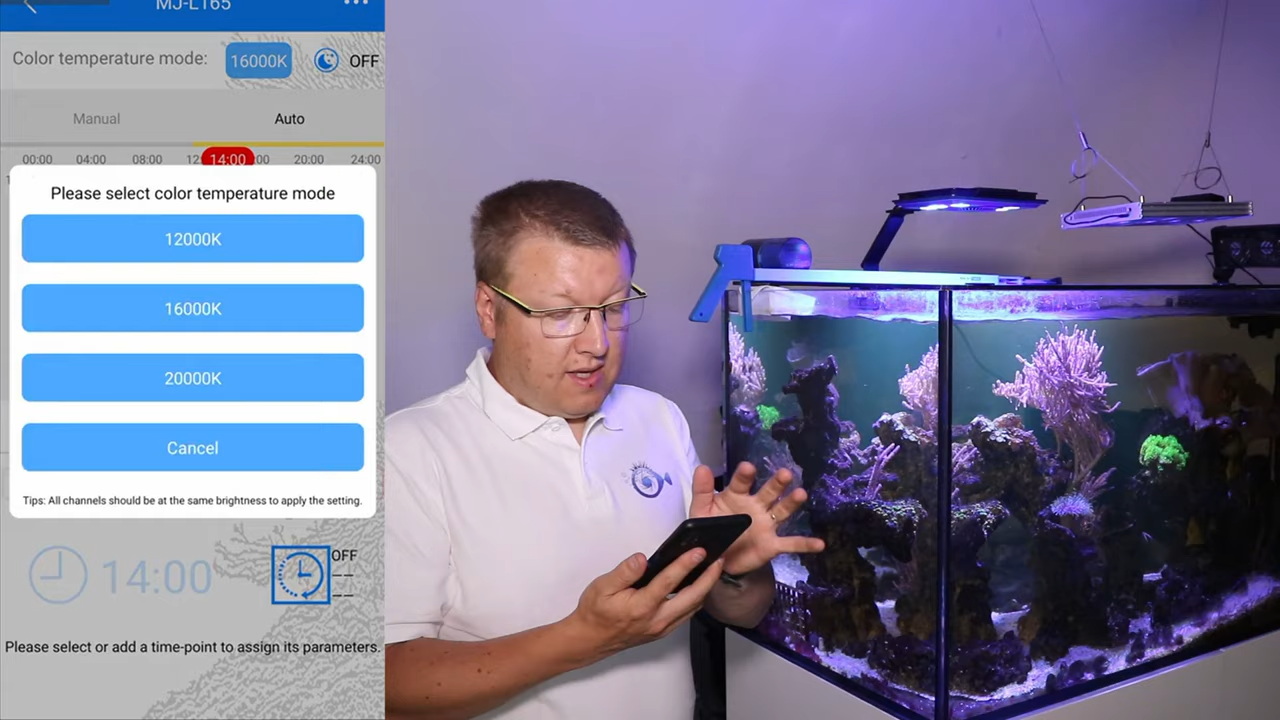 MJ-L165
Color temperature mode: 16000K OFF
Manual Auto
00:00 04:00 08:00 14:00 20:00 24:00
Please select color temperature mode
12000K
16000K
20000K
Cancel
Tips: All channels should be at the same brightness to apply the setting.
14:00 OFF
Please select or add a time-point to assign its parameters.